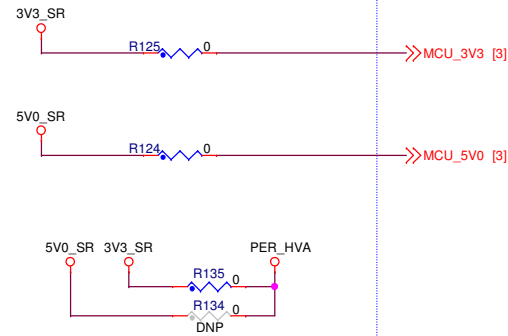 3V3_SR
R125 0
MCU_3V3 [3]
5V0_SR
R124 0
MCU_5V0 [3]
5V0_SR 3V3_SR PER_HVA
R135 0
R134 0
DNP